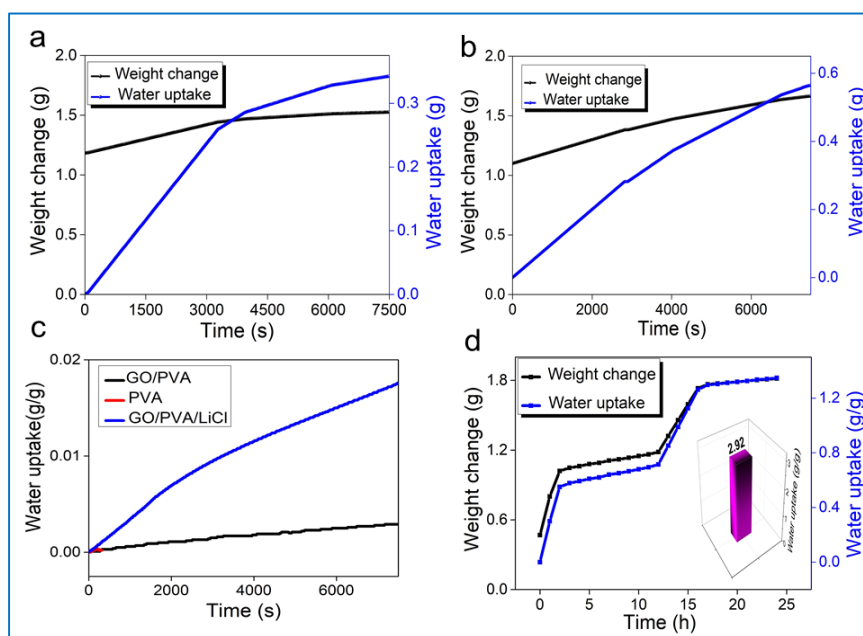 a
2.0
1.5
1.0
0.5
0.0
Weight change (g)
Weight change
Water uptake
0.3
0.2
0.1
0.0
Water uptake (g)
0 1500 3000 4500 6000 7500
Time (s)
b
2.0
1.5
1.0
0.5
0.0
Weight change (g)
Weight change
Water uptake
0.6
0.4
0.2
0.0
Water uptake (g)
0 2000 4000 6000
Time (s)
c
0.02
0.01
0.00
Water uptake(g/g)
GO/PVA
PVA
GO/PVA/LiCl
0 2000 4000 6000
Time (s)
d
1.8
1.2
0.6
0.0
Weight change (g)
Weight change
Water uptake
2.92
3
2
1
0
Water uptake (g/g)
1.2
0.8
0.4
0.0
Water uptake (g/g)
0 5 10 15 20 25
Time (h)